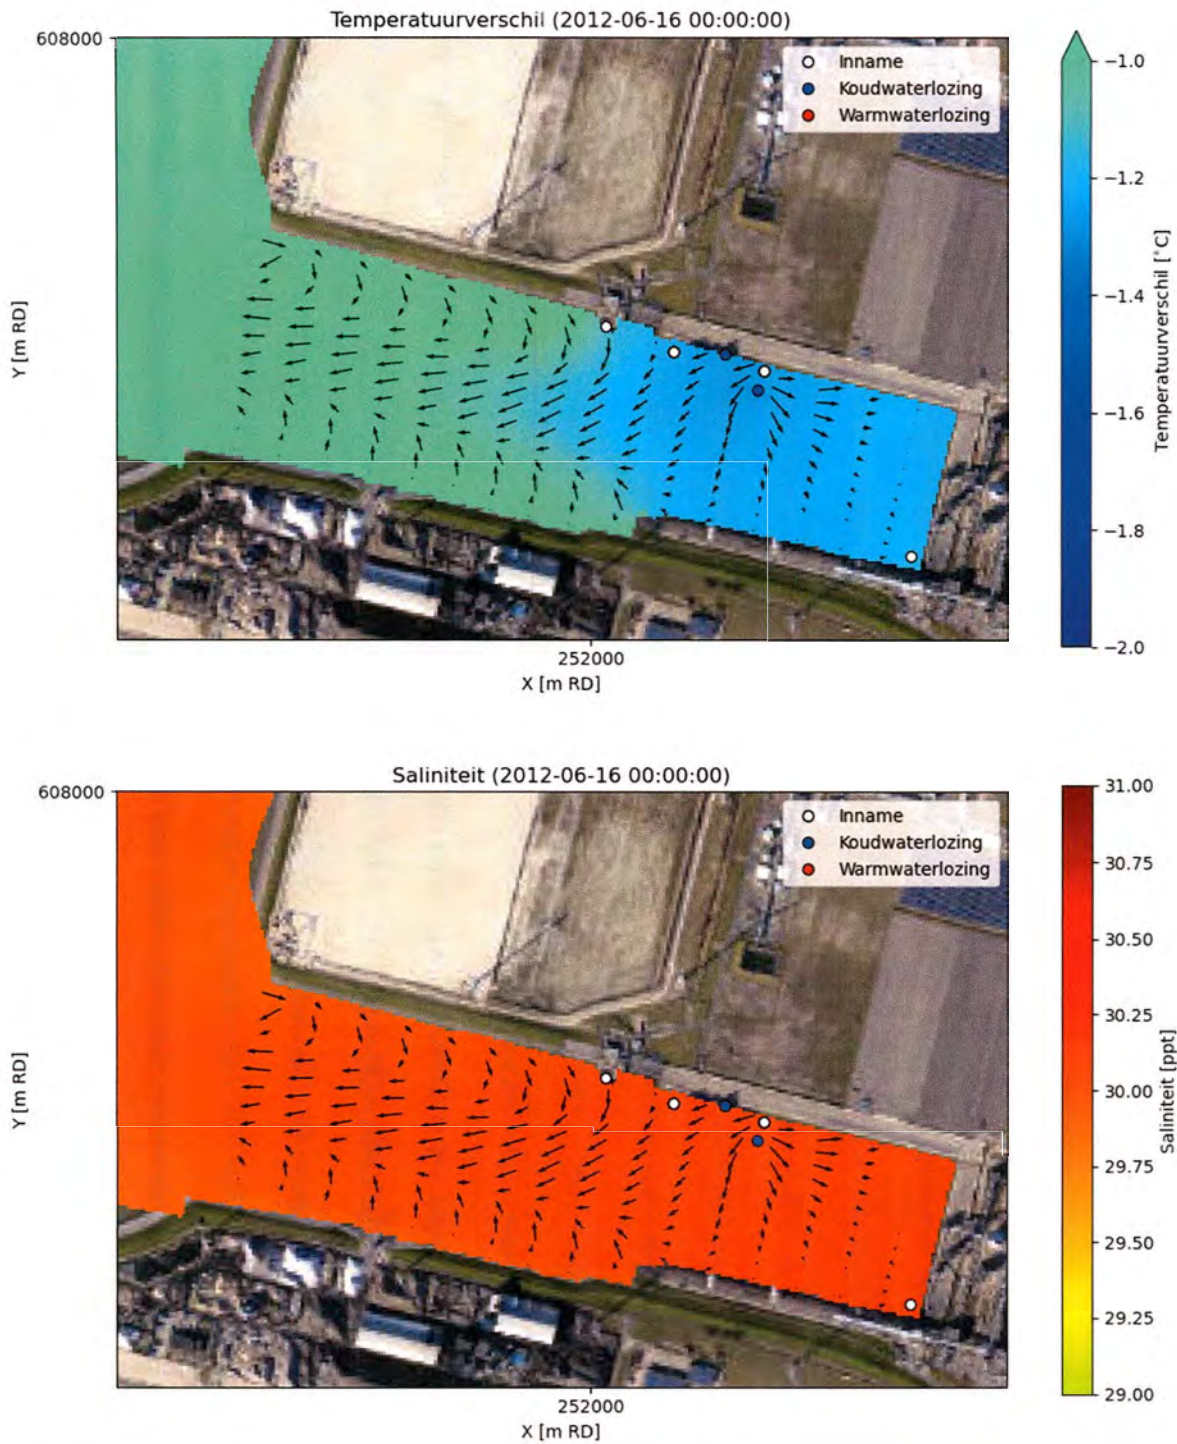 Temperatuurverschil (2012-06-16 00:00:00)
608000
Inname
Koudwaterlozing
Warmwaterlozing
Y [m RD]
252000
X [m RD]
−1.0
−1.2
−1.4
−1.6
−1.8
−2.0
Temperatuurverschil [°C]
Saliniteit (2012-06-16 00:00:00)
608000
Inname
Koudwaterlozing
Warmwaterlozing
Y [m RD]
252000
X [m RD]
31.00
30.75
30.50
30.25
30.00
29.75
29.50
29.25
29.00
Saliniteit [ppt]